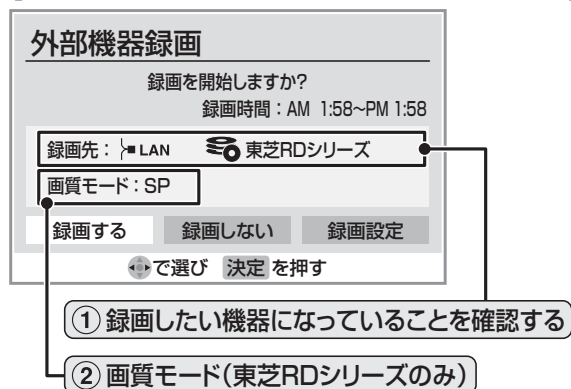 外部機器録画
録画を開始しますか?
録画時間：AM 1:58～PM 1:58
録画先： LAN 東芝RDシリーズ
画質モード：SP
録画する 録画しない 録画設定
で選び 決定 を押す
① 録画したい機器になっていることを確認する
② 画質モード（東芝RDシリーズのみ）